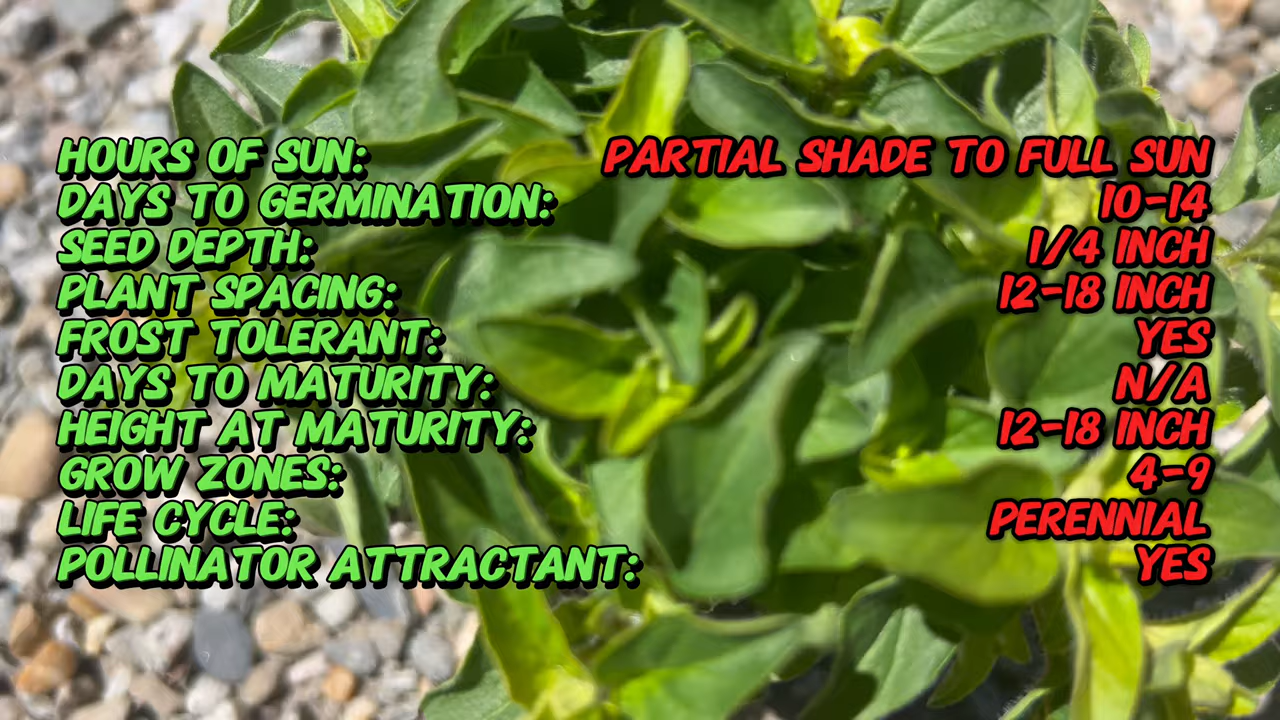 HOURS OF SUN: PARTIAL SHADE TO FULL SUN
DAYS TO GERMINATION: 10-14
SEED DEPTH: 1/4 INCH
PLANT SPACING: 12-18 INCH
FROST TOLERANT: YES
DAYS TO MATURITY: N/A
HEIGHT AT MATURITY: 12-18 INCH
GROW ZONES: 4-9
LIFE CYCLE: PERENNIAL
POLLINATOR ATTRACTANT: YES